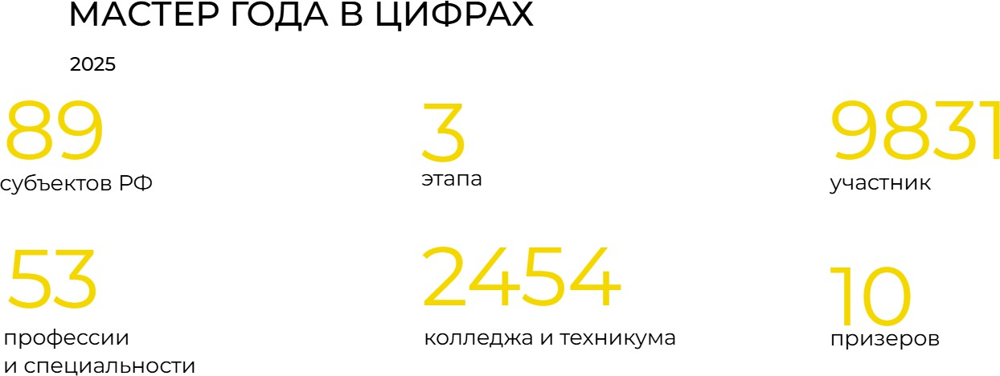 МАСТЕР ГОДА В ЦИФРАХ
2025
89
субъектов РФ
3
этапа
9831
участник
53
профессии
и специальности
2454
колледжа и техникума
10
призеров